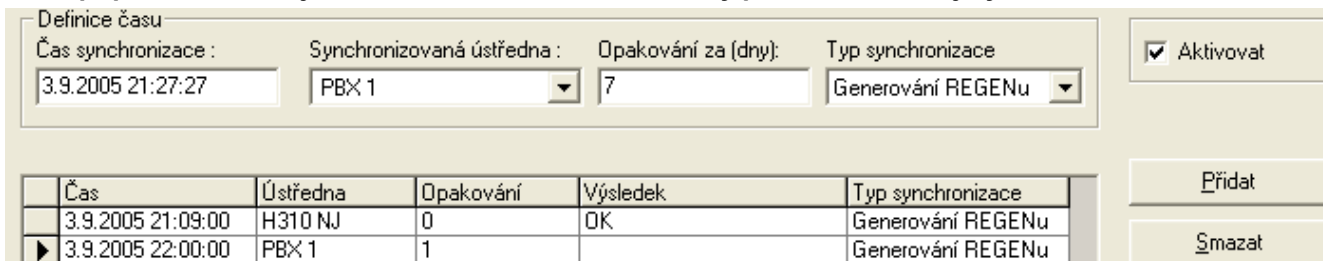 Definice času
Čas synchronizace : Synchronizovaná ústředna : Opakování za (dny): Typ synchronizace
Aktivovat
3.9.2005 21:27:27 PBX 1 7 Generování REGENu
Přidat
Čas Ústředna Opakování Výsledek Typ synchronizace
3.9.2005 21:09:00 H310 NJ 0 OK Generování REGENu
3.9.2005 22:00:00 PBX 1 1 Generování REGENu
Smazat